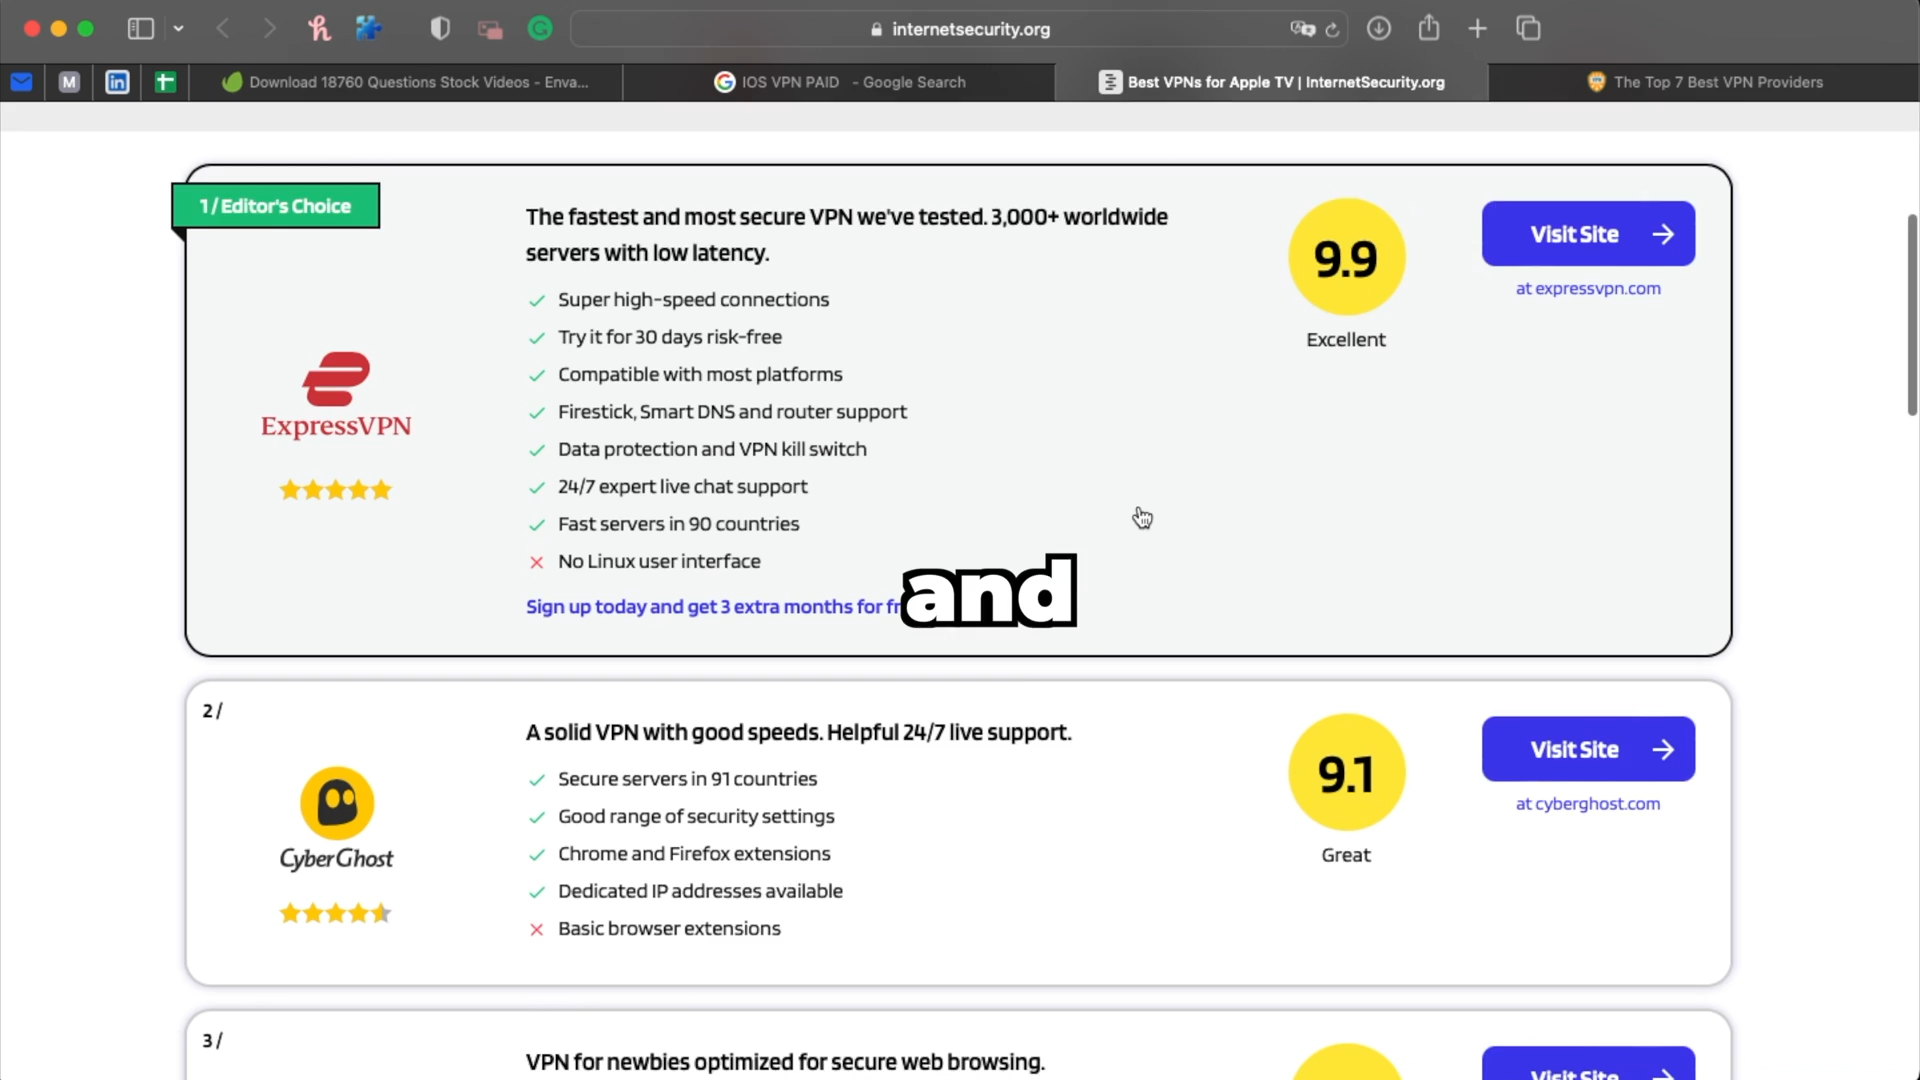 internetsecurity.org
M
Download 18760 Questions Stock Videos - Enva...
IOS VPN PAID - Google Search
Best VPNs for Apple TV | InternetSecurity.org
The Top 7 Best VPN Providers
1 / Editor's Choice
The fastest and most secure VPN we've tested. 3,000+ worldwide
servers with low latency.
Super high-speed connections
Try it for 30 days risk-free
Compatible with most platforms
Firestick, Smart DNS and router support
Data protection and VPN kill switch
24/7 expert live chat support
Fast servers in 90 countries
No Linux user interface
Sign up today and get 3 extra months for fr
ExpressVPN
9.9
Excellent
Visit Site
at expressvpn.com
and
2 /
A solid VPN with good speeds. Helpful 24/7 live support.
Secure servers in 91 countries
Good range of security settings
Chrome and Firefox extensions
Dedicated IP addresses available
Basic browser extensions
CyberGhost
9.1
Great
Visit Site
at cyberghost.com
3 /
VPN for newbies optimized for secure web browsing.
Visit Site